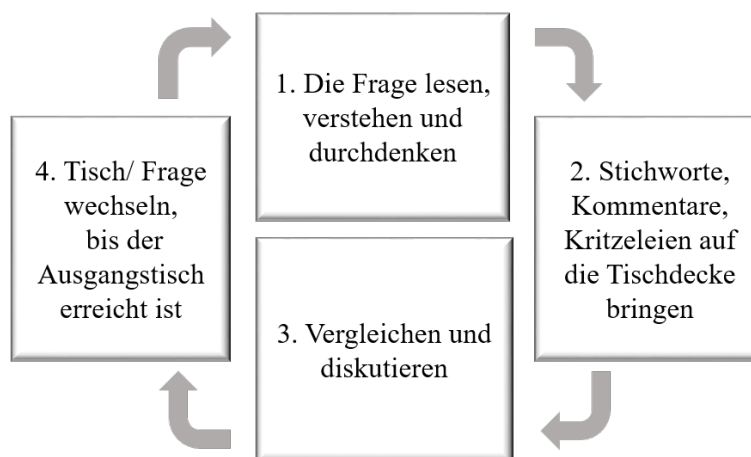 1. Die Frage lesen,
verstehen und
durchdenken
2. Stichworte,
Kommentare,
Kritzeleien auf
die Tischdecke
bringen
3. Vergleichen und
diskutieren
4. Tisch/ Frage
wechseln,
bis der
Ausgangstisch
erreicht ist